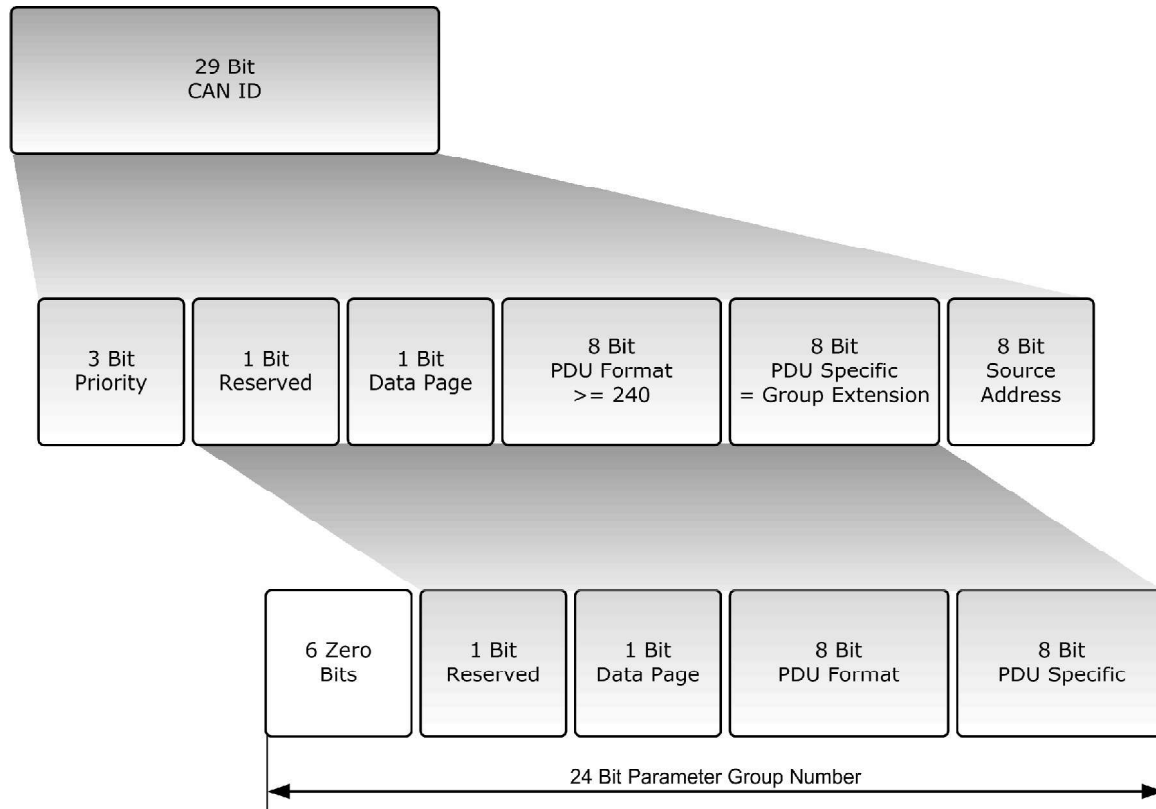 29 Bit
CAN ID
3 Bit
Priority
1 Bit
Reserved
1 Bit
Data Page
8 Bit
PDU Format
>= 240
8 Bit
PDU Specific
= Group Extension
8 Bit
Source
Address
6 Zero
Bits
1 Bit
Reserved
1 Bit
Data Page
8 Bit
PDU Format
8 Bit
PDU Specific
24 Bit Parameter Group Number